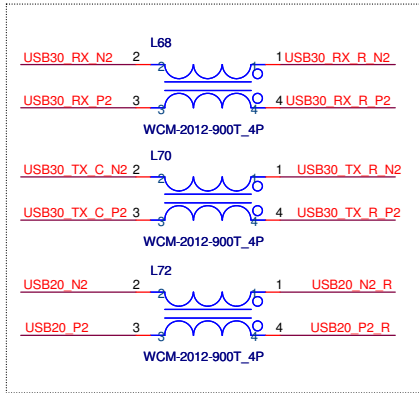 L68
USB30_RX_N2 2 2 1 1 USB30_RX_R_N2
USB30_RX_P2 3 3 4 4 USB30_RX_R_P2
WCM-2012-900T_4P
L70
USB30_TX_C_N2 2 2 1 1 USB30_TX_R_N2
USB30_TX_C_P2 3 3 4 4 USB30_TX_R_P2
WCM-2012-900T_4P
L72
USB20_N2 2 2 1 1 USB20_N2_R
USB20_P2 3 3 4 4 USB20_P2_R
WCM-2012-900T_4P